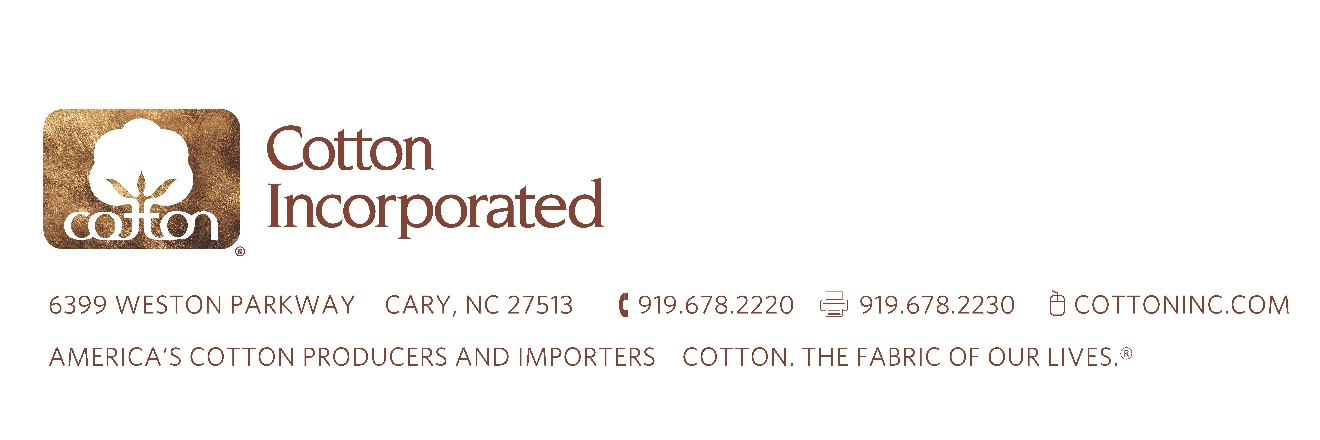 cotton®
Cotton
Incorporated
6399 WESTON PARKWAY CARY, NC 27513 919.678.2220 919.678.2230 COTTONINC.COM
AMERICA'S COTTON PRODUCERS AND IMPORTERS COTTON. THE FABRIC OF OUR LIVES.®